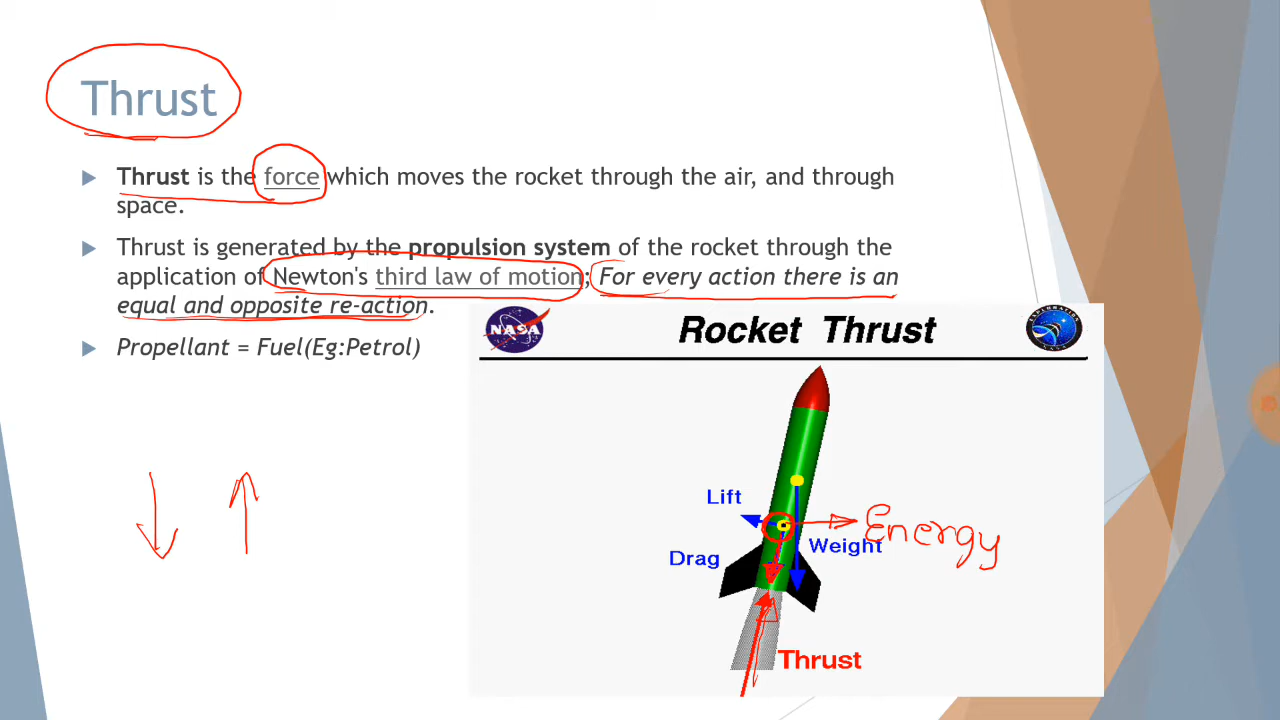 Thrust
Thrust is the force which moves the rocket through the air, and through
space.
Thrust is generated by the propulsion system of the rocket through the
application of Newton's third law of motion; For every action there is an
equal and opposite re-action.
Propellant = Fuel(Eg:Petrol)
NASA
Rocket Thrust
EXPLORATION
Lift
Energy
Weight
Drag
Thrust